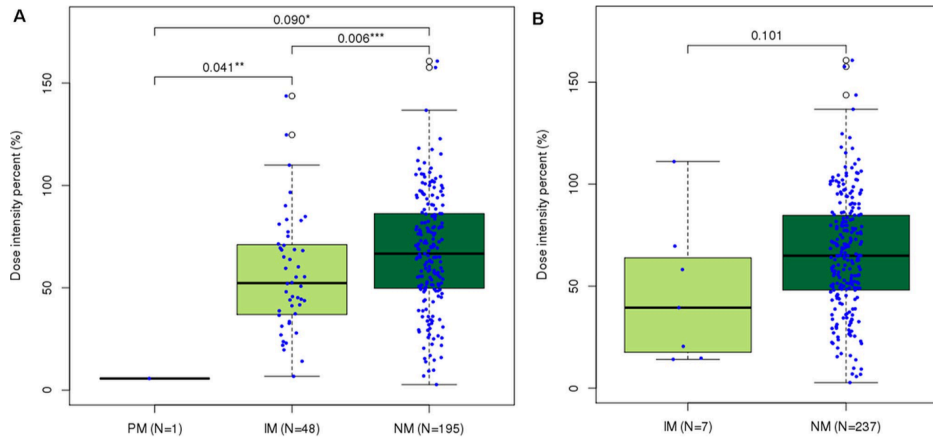 A
0.090*
0.006***
0.041**
Dose intensity percent (%)
150
100
50
0
PM (N=1)
IM (N=48)
NM (N=195)
B
0.101
Dose intensity percent (%)
150
100
50
0
IM (N=7)
NM (N=237)